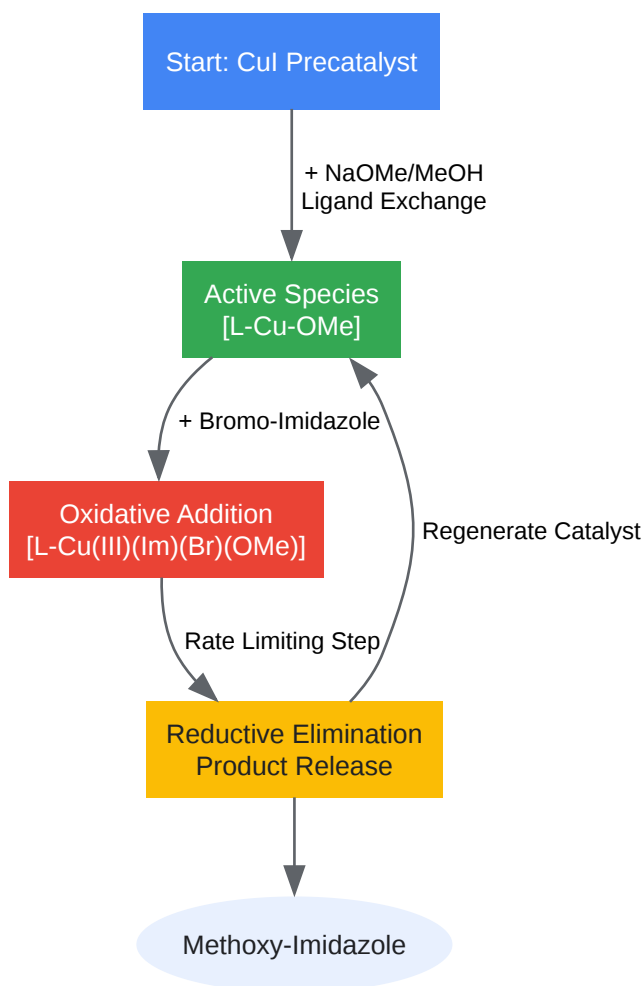 Start: CuI Precatalyst
+ NaOMe/MeOH
Ligand Exchange
Active Species
[L-Cu-OMe]
+ Bromo-Imidazole
Oxidative Addition
[L-Cu(III)(Im)(Br)(OMe)]
Regenerate Catalyst
Rate Limiting Step
Reductive Elimination
Product Release
Methoxy-Imidazole